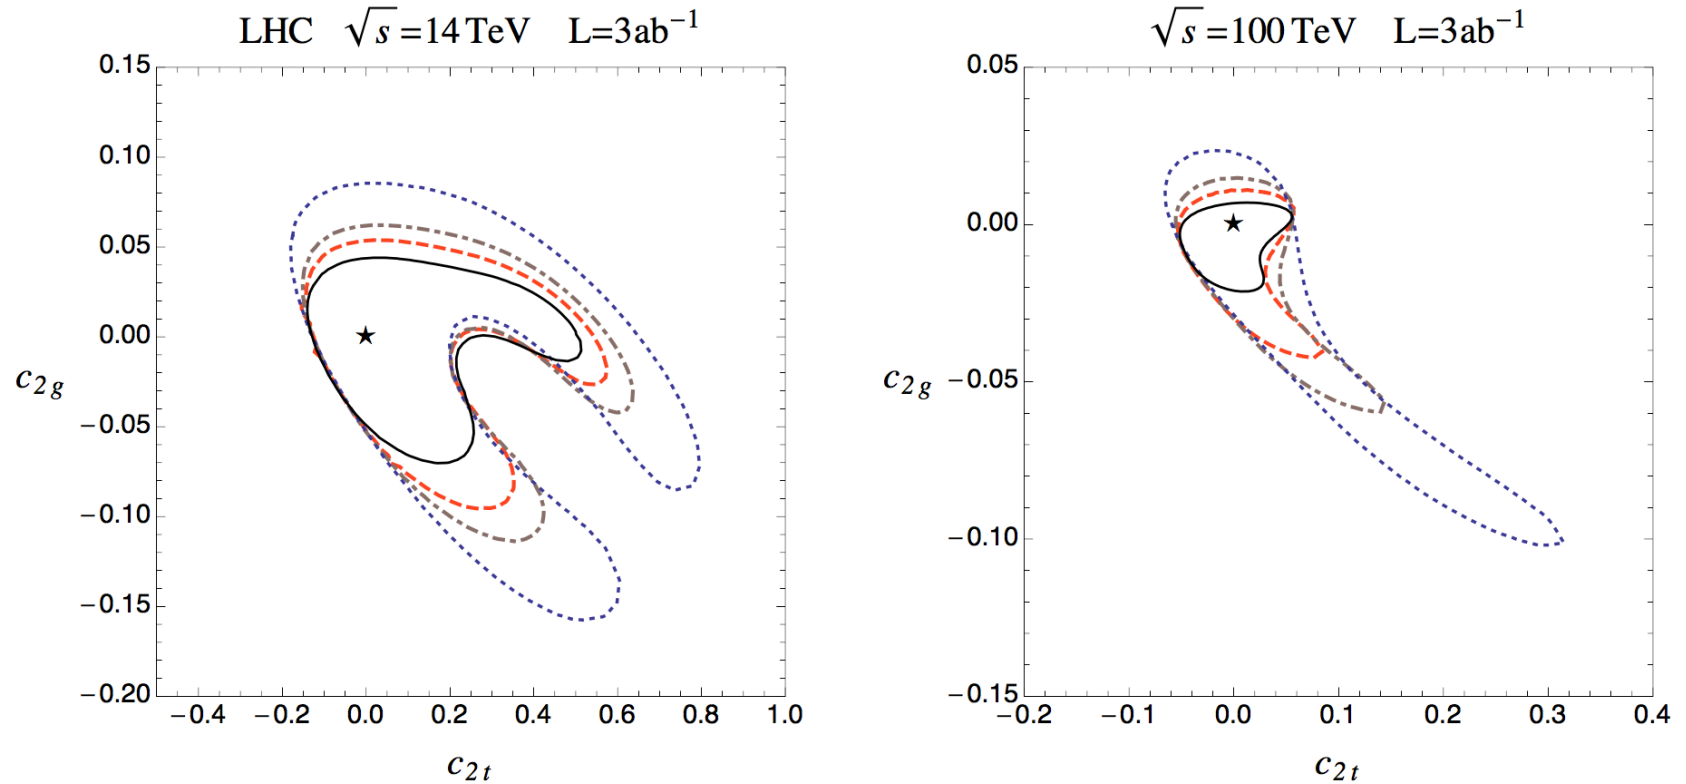 LHC √s =14 TeV L=3ab⁻¹
0.15
0.10
0.05
0.00
−0.05
−0.10
−0.15
−0.20
c2g
−0.4 −0.2 0.0 0.2 0.4 0.6 0.8 1.0
c2t
√s =100 TeV L=3ab⁻¹
0.05
0.00
−0.05
−0.10
−0.15
c2g
−0.2 −0.1 0.0 0.1 0.2 0.3 0.4
c2t